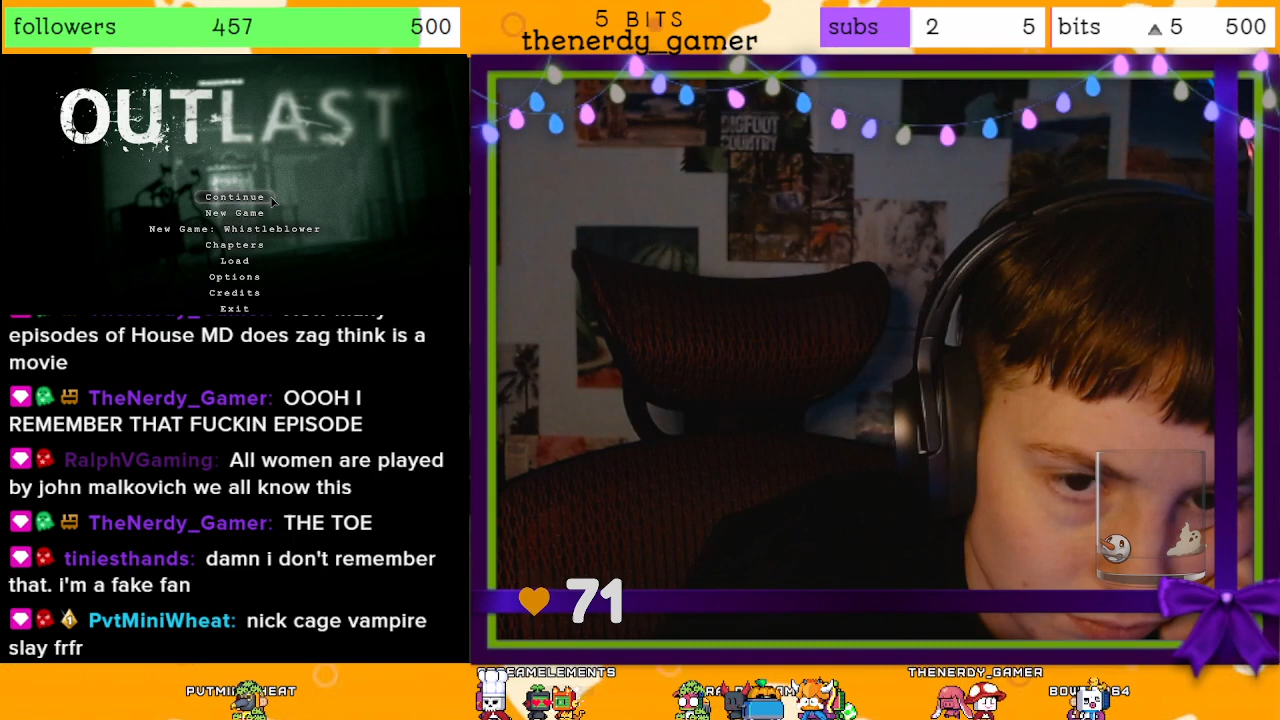 followers 457 500
5 BITS
thenerdy_gamer
subs 2 5
bits 5 500
OUTLAST
Continue
New Game
New Game: Whistleblower
Chapters
Load
Options
Credits
Exit
episodes of House MD does zag think is a
movie
TheNerdy_Gamer: OOOH I
REMEMBER THAT FUCKIN EPISODE
RalphVGaming: All women are played
by john malkovich we all know this
TheNerdy_Gamer: THE TOE
tiniesthands: damn i don't remember
that. i'm a fake fan
PvtMiniWheat: nick cage vampire
slay frfr
BIGFOOT
COUNTRY
71
THENERDY_GAMER